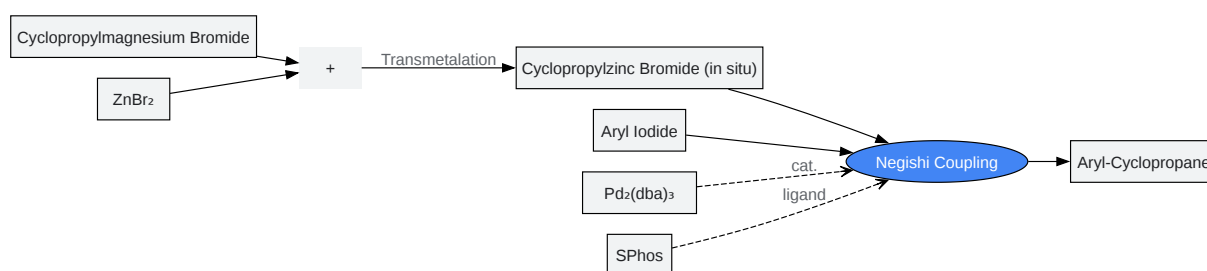 Cyclopropylmagnesium Bromide
ZnBr₂
+
Transmetalation
Cyclopropylzinc Bromide (in situ)
Aryl Iodide
Pd₂(dba)₃
SPhos
cat.
ligand
Negishi Coupling
Aryl-Cyclopropane